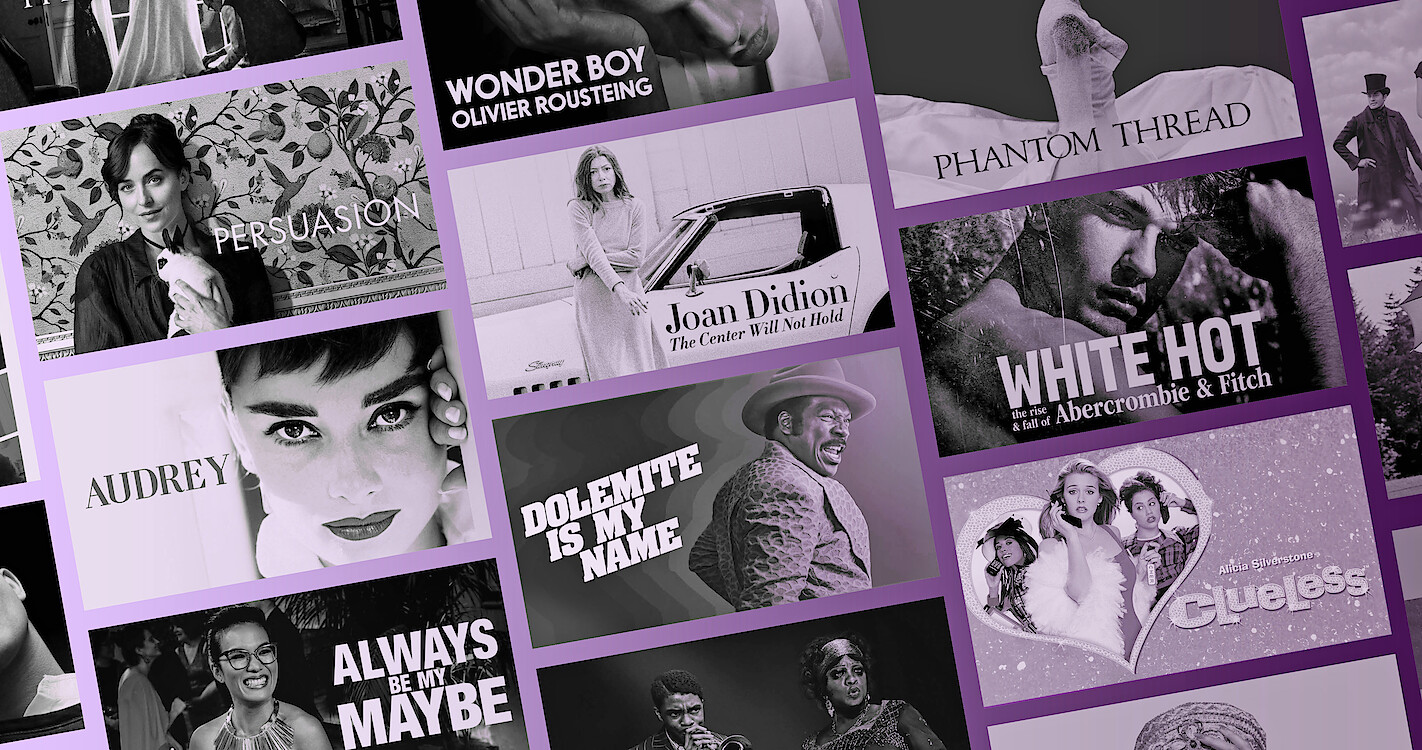 WONDER BOY
OLIVIER ROUSTEING
PHANTOM THREAD
PERSUASION
Joan Didion
The Center Will Not Hold
Stingray
WHITE HOT
the rise
& fall of Abercrombie & Fitch
AUDREY
DOLEMITE
IS MY
NAME
Alicia Silverstone
CLUELESS
ALWAYS
BE MY
MAYBE